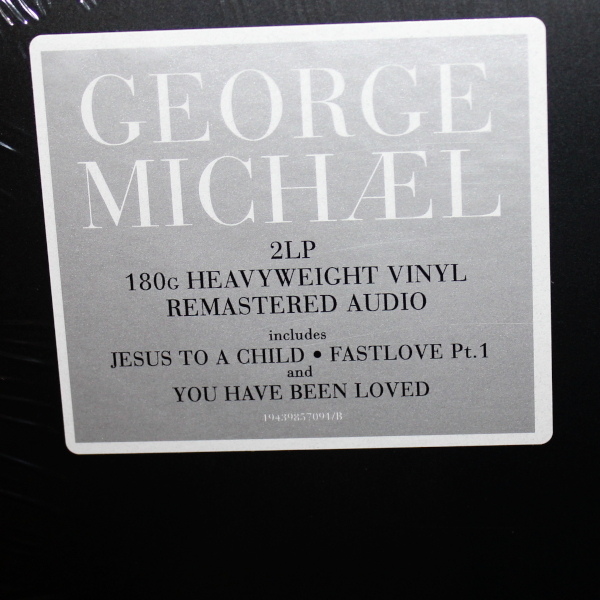 GEORGE
MICHÆL
2LP
180G HEAVYWEIGHT VINYL
REMASTERED AUDIO
includes
JESUS TO A CHILD • FASTLOVE Pt.1
and
YOU HAVE BEEN LOVED
19439857091/B